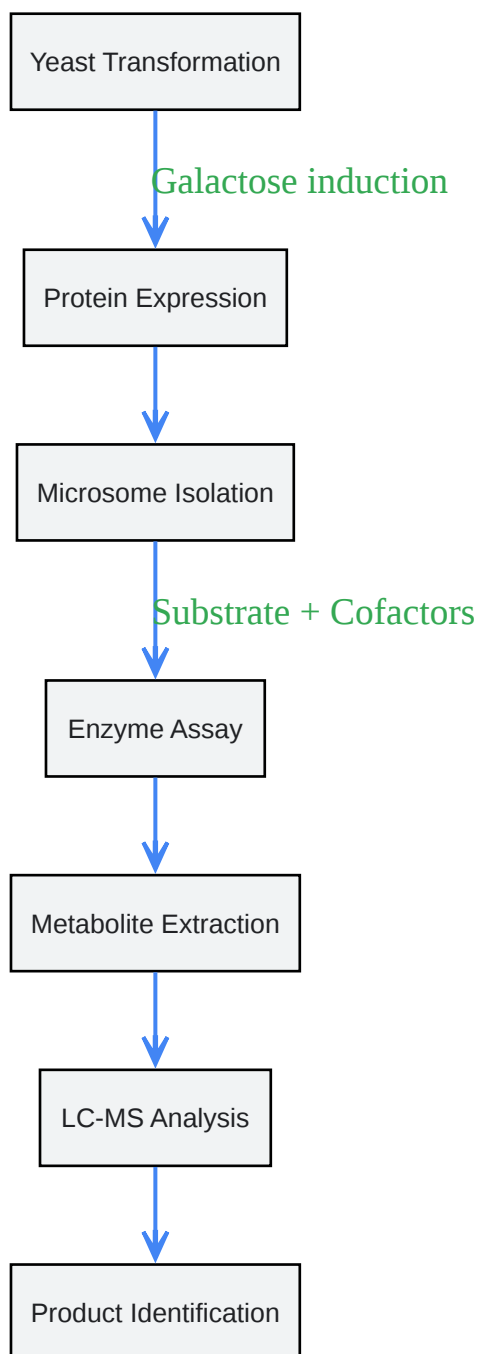 Yeast Transformation
Galactose induction
Protein Expression
Microsome Isolation
Substrate + Cofactors
Enzyme Assay
Metabolite Extraction
LC-MS Analysis
Product Identification